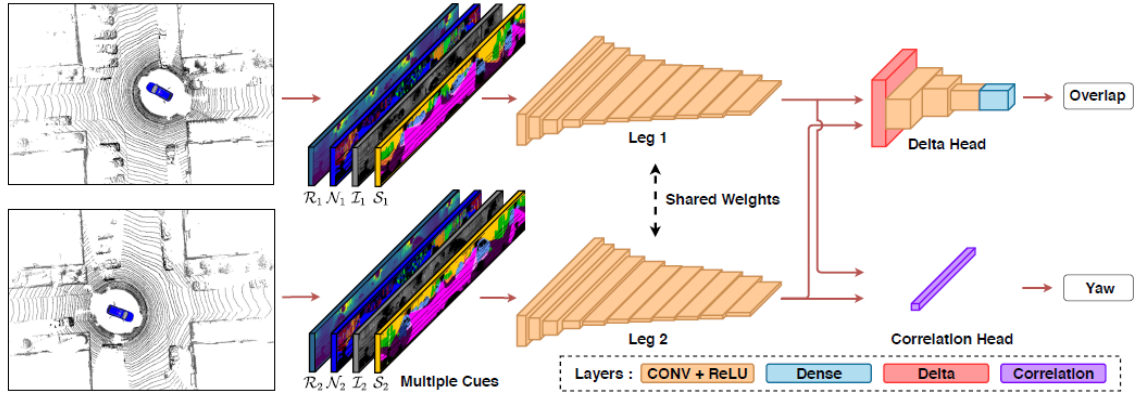 R₁ N₁ I₁ S₁
Leg 1
Shared Weights
Delta Head
Overlap
R₂ N₂ I₂ S₂
Multiple Cues
Leg 2
Correlation Head
Yaw
Layers : CONV + ReLU Dense Delta Correlation